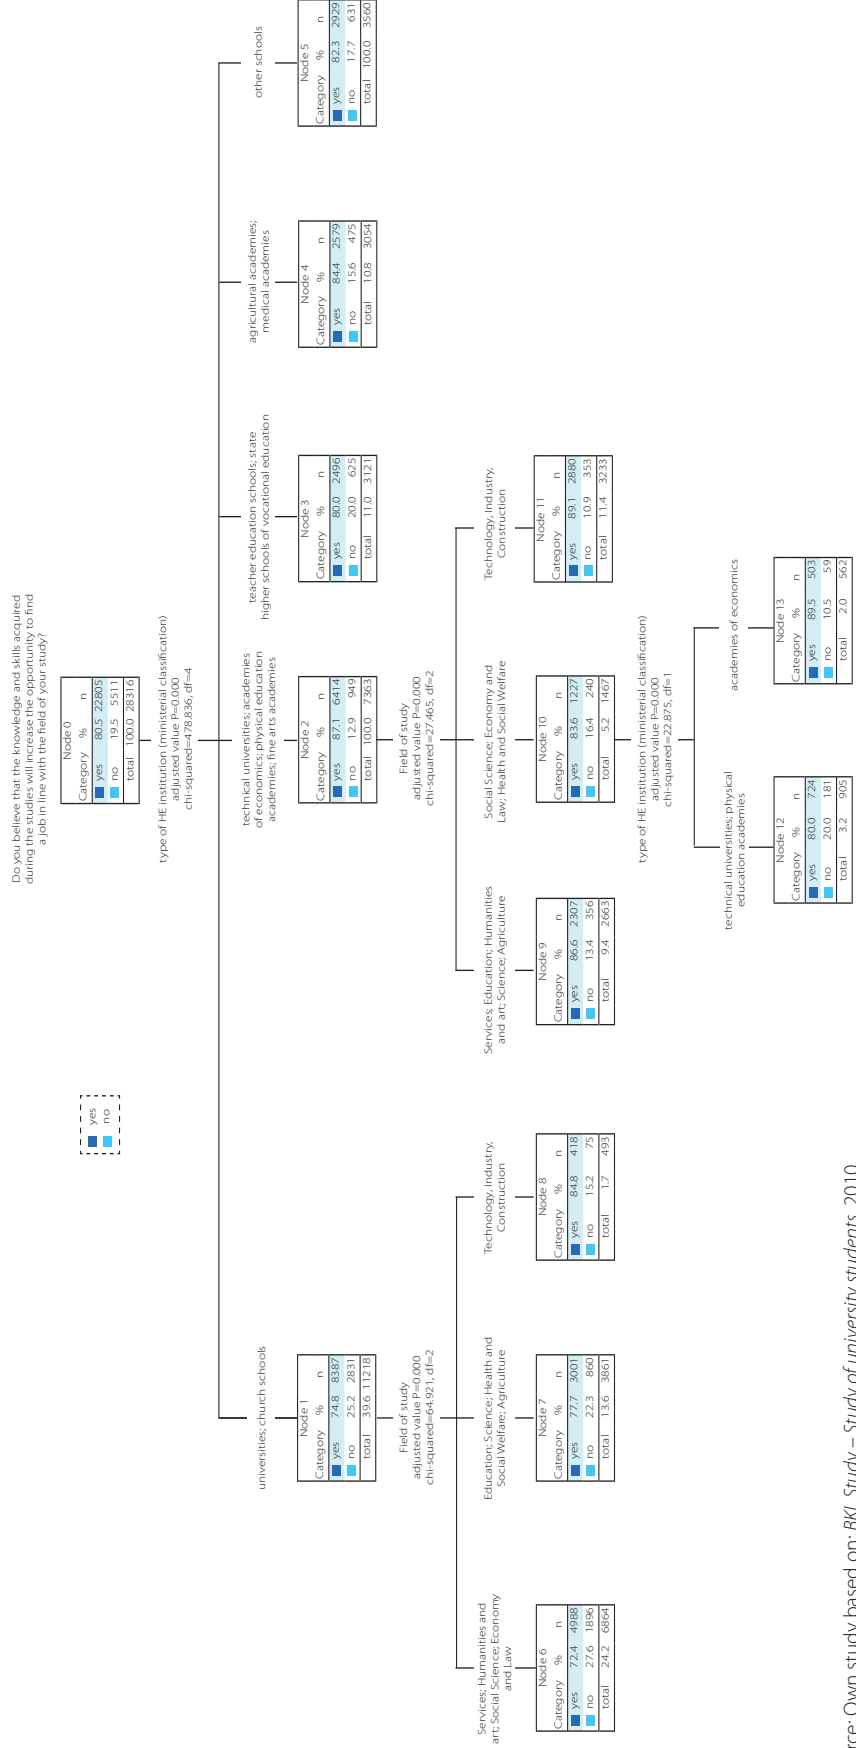 Do you believe that the knowledge and skills acquired
during the studies will increase the opportunity to find
a job in line with the field of your study?
Node 0
Category % n
yes 80.5 22805
no 19.5 5511
total 100.0 28316
yes
no
type of HE institution (ministerial classification)
adjusted value P=0.000
chi-squared=478.836, df=4
universities; church schools
Node 1
Category % n
yes 74.8 8387
no 25.2 2831
total 39.6 11218
technical universities; academies
of economics; physical education
academies; fine arts academies
Node 2
Category % n
yes 87.1 6414
no 12.9 949
total 100.0 7363
teacher education schools; state
higher schools of vocational education
Node 3
Category % n
yes 80.0 2496
no 20.0 625
total 11.0 3121
agricultural academies;
medical academies
Node 4
Category % n
yes 84.4 2579
no 15.6 475
total 10.8 3054
other schools
Node 5
Category % n
yes 82.3 2929
no 17.7 631
total 100.0 3560
Field of study
adjusted value P=0.000
chi-squared=64.921, df=2
Field of study
adjusted value P=0.000
chi-squared=27.465, df=2
Services; Humanities and
art; Social Science; Economy
and Law
Node 6
Category % n
yes 72.4 4988
no 27.6 1896
total 24.2 6864
Education; Science; Health and
Social Welfare; Agriculture
Node 7
Category % n
yes 77.7 3001
no 22.3 860
total 13.6 3861
Technology, Industry,
Construction
Node 8
Category % n
yes 84.8 418
no 15.2 75
total 1.7 493
Services; Education; Humanities
and art; Science; Agriculture
Node 9
Category % n
yes 86.6 2307
no 13.4 356
total 9.4 2663
Social Science; Economy and
Law; Health and Social Welfare
Node 10
Category % n
yes 83.6 1227
no 16.4 240
total 5.2 1467
Technology, Industry,
Construction
Node 11
Category % n
yes 89.1 2880
no 10.9 353
total 11.4 3233
type of HE institution (ministerial classification)
adjusted value P=0.000
chi-squared=22.875, df=1
technical universities; physical
education academies
Node 12
Category % n
yes 80.0 724
no 20.0 181
total 3.2 905
academies of economics
Node 13
Category % n
yes 89.5 503
no 10.5 59
total 2.0 562
rce: Own study based on: BKL Study – Study of university students, 2010